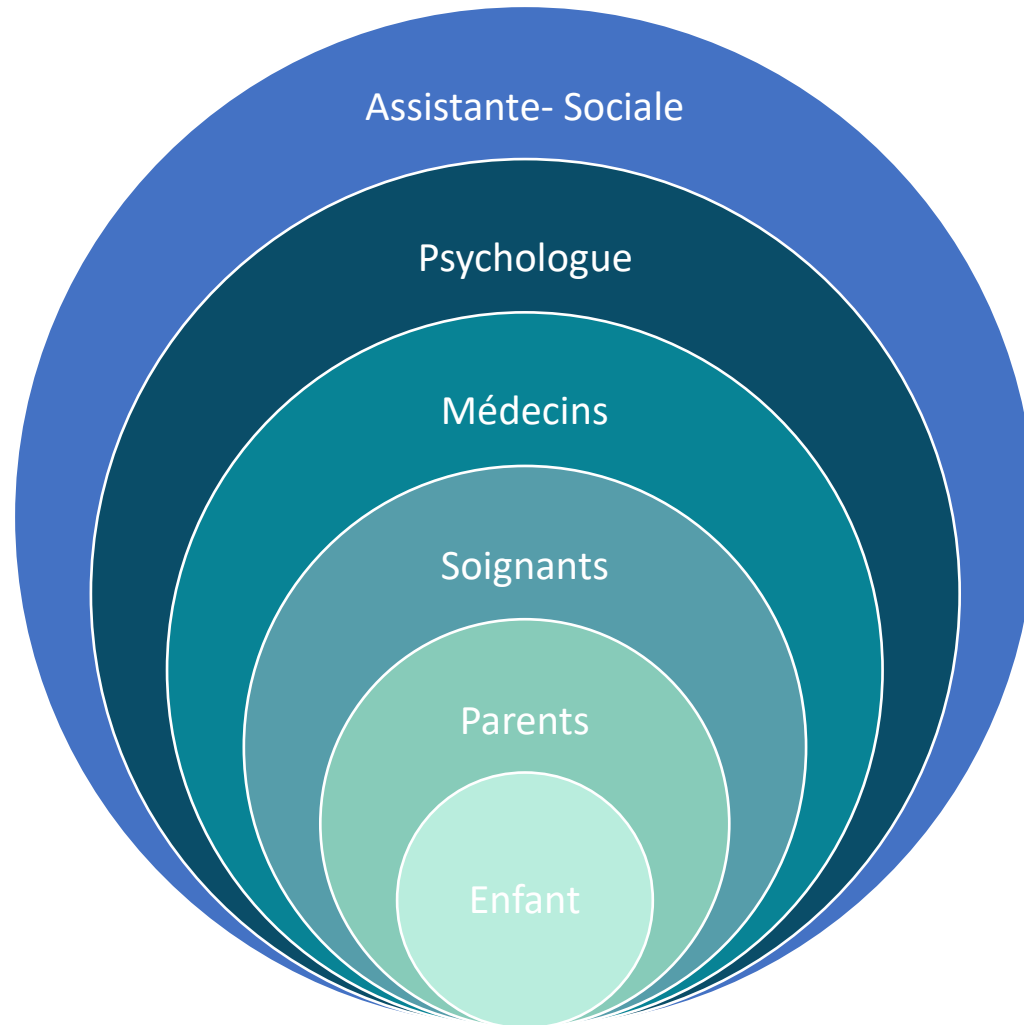 Assistante- Sociale
Psychologue
Médecins
Soignants
Parents
Enfant